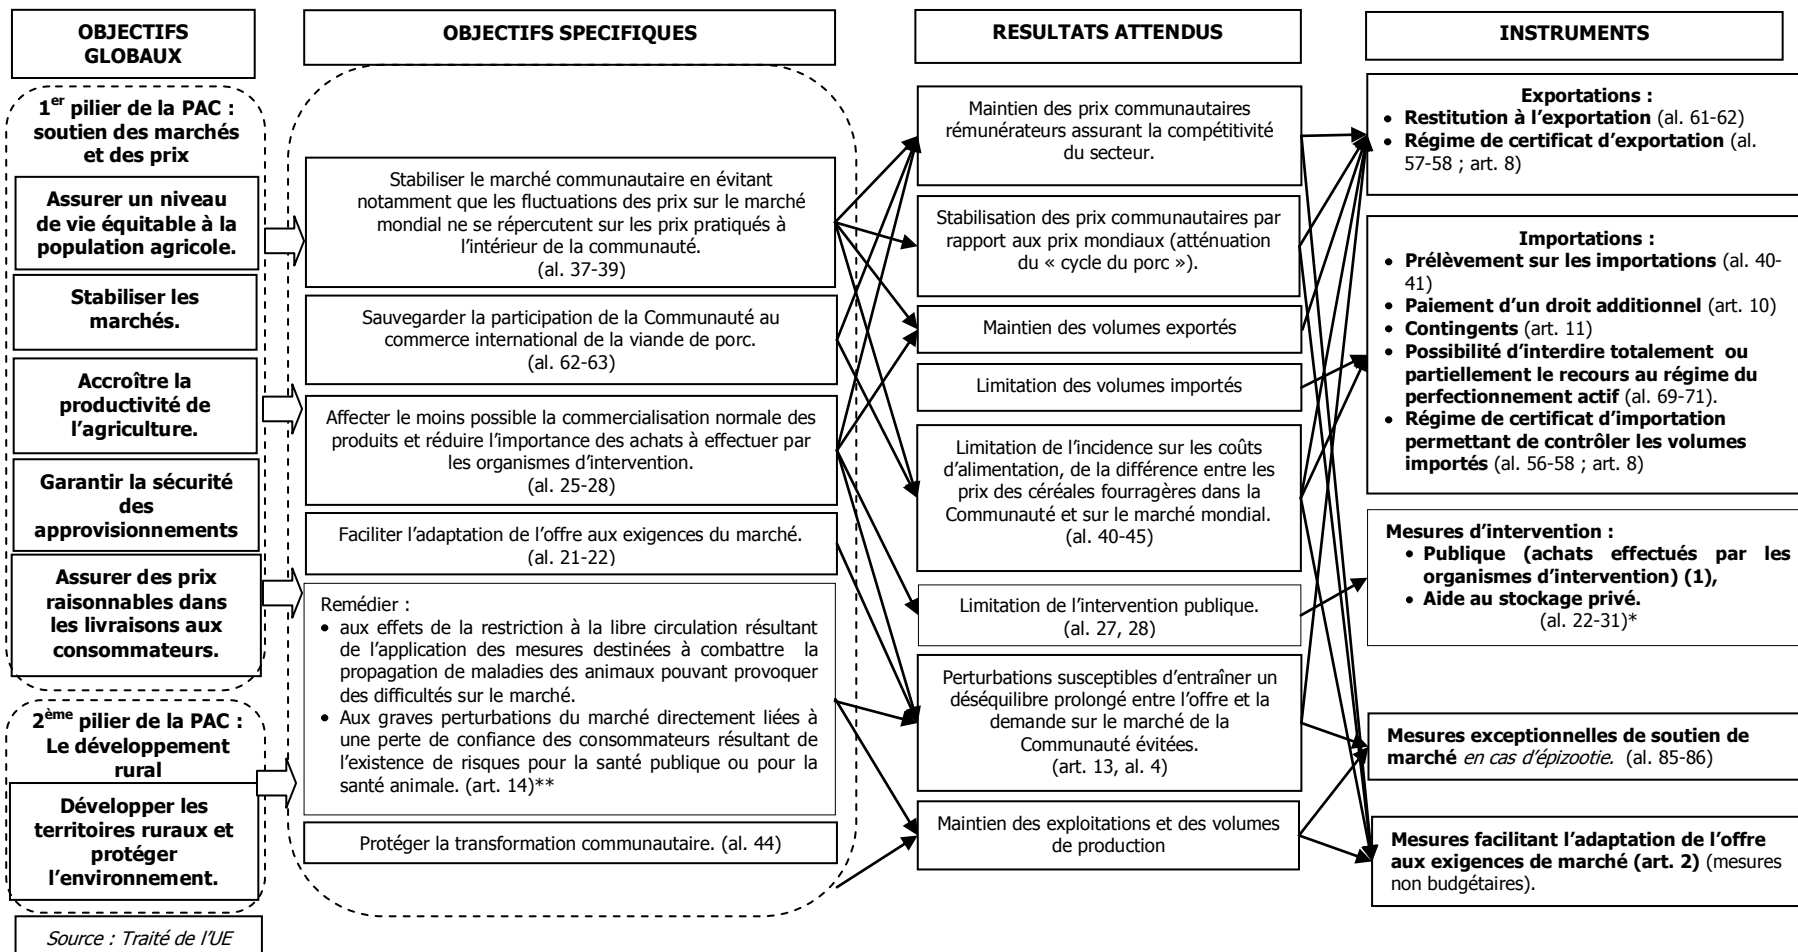 OBJECTIFS
GLOBAUX
1er pilier de la PAC :
soutien des marchés
et des prix
Assurer un niveau
de vie équitable à la
population agricole.
Stabiliser les
marchés.
Accroître la
productivité de
l’agriculture.
Garantir la sécurité
des
approvisionnements
Assurer des prix
raisonnables dans
les livraisons aux
consommateurs.
2ème pilier de la PAC :
Le développement
rural
Développer les
territoires ruraux et
protéger
l’environnement.
Source : Traité de l’UE
OBJECTIFS SPECIFIQUES
Stabiliser le marché communautaire en évitant
notamment que les fluctuations des prix sur le marché
mondial ne se répercutent sur les prix pratiqués à
l’intérieur de la communauté.
(al. 37-39)
Sauvegarder la participation de la Communauté au
commerce international de la viande de porc.
(al. 62-63)
Affecter le moins possible la commercialisation normale des
produits et réduire l’importance des achats à effectuer par
les organismes d’intervention.
(al. 25-28)
Faciliter l’adaptation de l’offre aux exigences du marché.
(al. 21-22)
Remédier :
• aux effets de la restriction à la libre circulation résultant
de l’application des mesures destinées à combattre la
propagation de maladies des animaux pouvant provoquer
des difficultés sur le marché.
• Aux graves perturbations du marché directement liées à
une perte de confiance des consommateurs résultant de
l’existence de risques pour la santé publique ou pour la
santé animale. (art. 14)**
Protéger la transformation communautaire. (al. 44)
RESULTATS ATTENDUS
Maintien des prix communautaires
rémunérateurs assurant la compétitivité
du secteur.
Stabilisation des prix communautaires par
rapport aux prix mondiaux (atténuation
du « cycle du porc »).
Maintien des volumes exportés
Limitation des volumes importés
Limitation de l’incidence sur les coûts
d’alimentation, de la différence entre les
prix des céréales fourragères dans la
Communauté et sur le marché mondial.
(al. 40-45)
Limitation de l’intervention publique.
(al. 27, 28)
Perturbations susceptibles d’entraîner un
déséquilibre prolongé entre l’offre et la
demande sur le marché de la
Communauté évitées.
(art. 13, al. 4)
Maintien des exploitations et des volumes
de production
INSTRUMENTS
Exportations :
• Restitution à l’exportation (al. 61-62)
• Régime de certificat d’exportation (al.
57-58 ; art. 8)
Importations :
• Prélèvement sur les importations (al. 40-
41)
• Paiement d’un droit additionnel (art. 10)
• Contingents (art. 11)
• Possibilité d’interdire totalement ou
partiellement le recours au régime du
perfectionnement actif (al. 69-71).
• Régime de certificat d’importation
permettant de contrôler les volumes
importés (al. 56-58 ; art. 8)
Mesures d’intervention :
• Publique (achats effectués par les
organismes d’intervention) (1),
• Aide au stockage privé.
(al. 22-31)*
Mesures exceptionnelles de soutien de
marché en cas d’épizootie. (al. 85-86)
Mesures facilitant l’adaptation de l’offre
aux exigences de marché (art. 2) (mesures
non budgétaires).